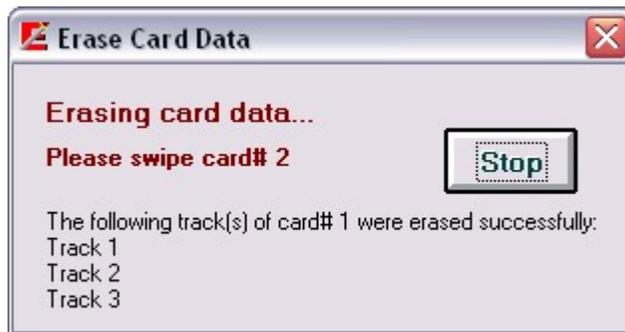 Erase Card Data
Erasing card data...
Please swipe card# 2
Stop
The following track(s) of card# 1 were erased successfully:
Track 1
Track 2
Track 3